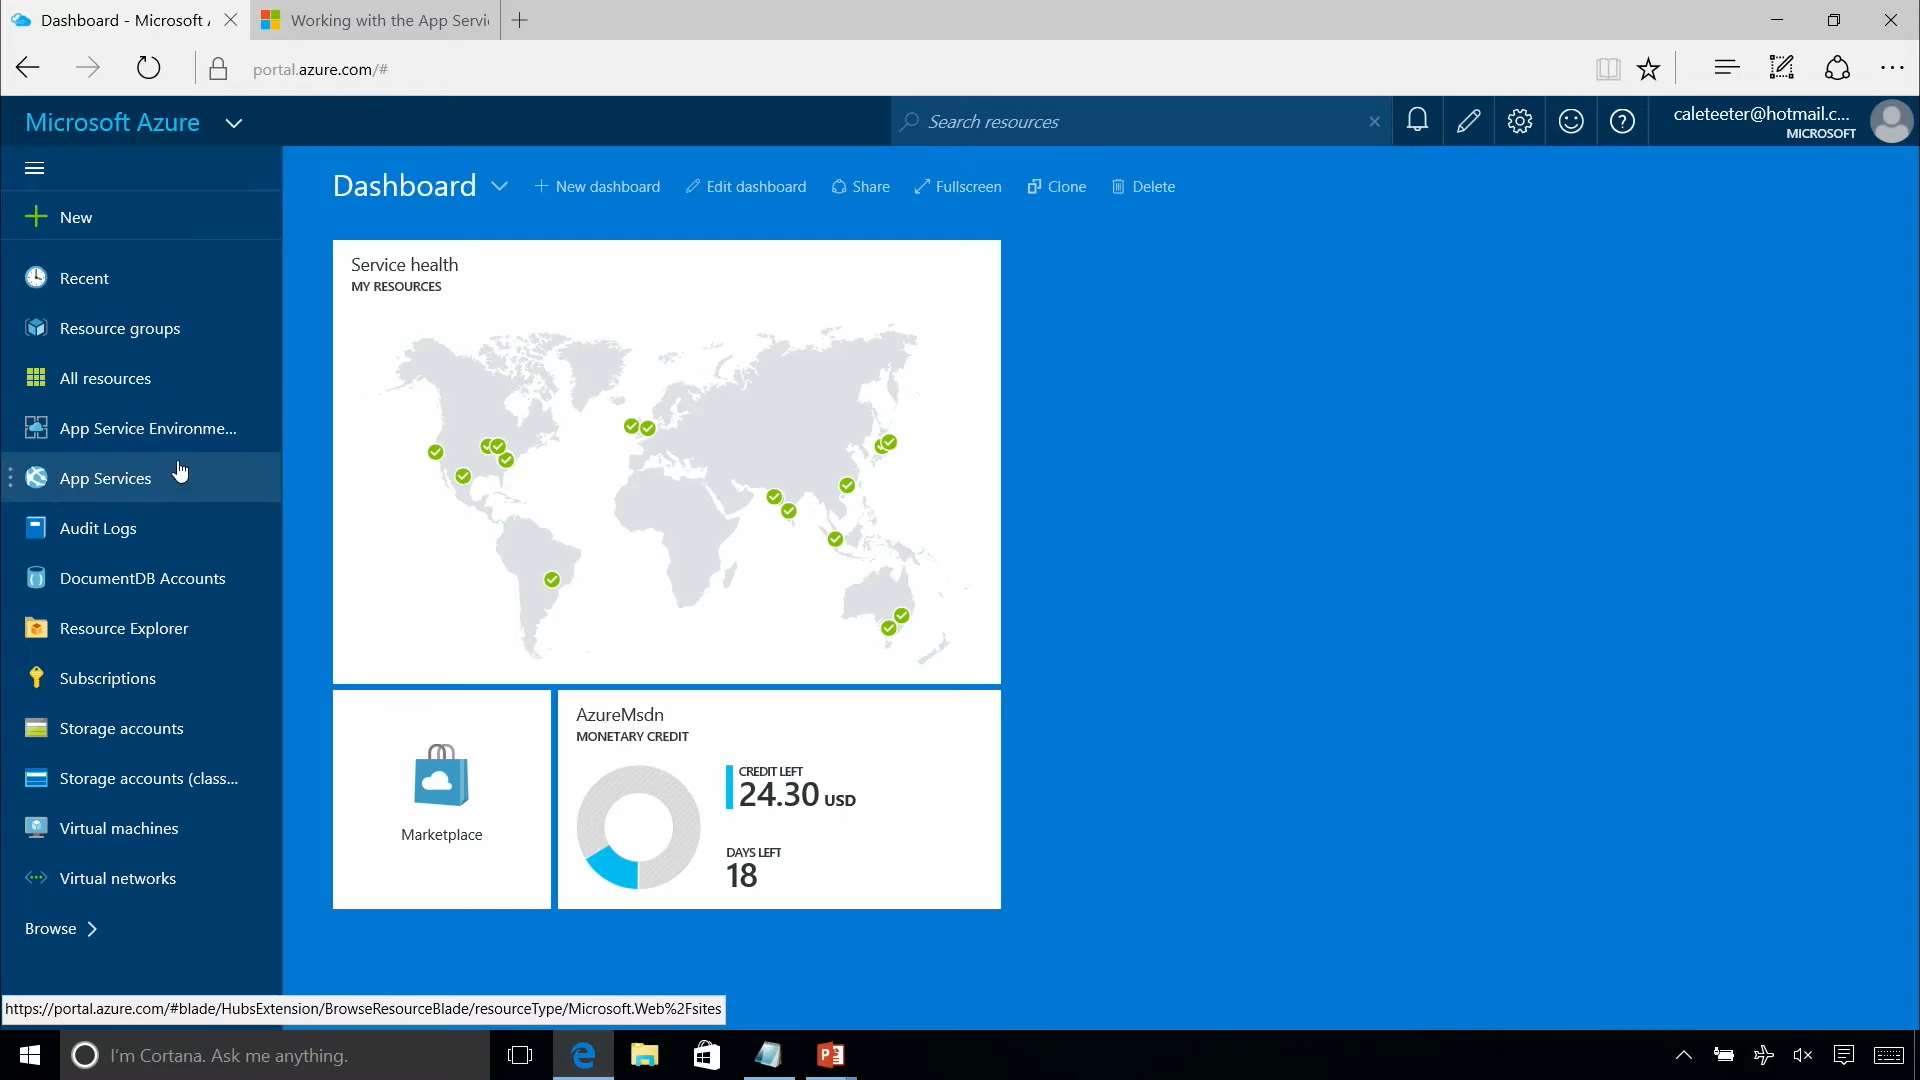 Dashboard - Microsoft A
Working with the App Servi
portal.azure.com/#
Microsoft Azure
Search resources
caleteeter@hotmail.c...
MICROSOFT
Dashboard
New dashboard
Edit dashboard
Share
Fullscreen
Clone
Delete
New
Recent
Resource groups
All resources
App Service Environme...
App Services
Audit Logs
DocumentDB Accounts
Resource Explorer
Subscriptions
Storage accounts
Storage accounts (class...
Virtual machines
Virtual networks
Browse
Service health
MY RESOURCES
Marketplace
AzureMsdn
MONETARY CREDIT
CREDIT LEFT
24.30 USD
DAYS LEFT
18
https://portal.azure.com/#blade/HubsExtension/BrowseResourceBlade/resourceType/Microsoft.Web%2Fsites
I'm Cortana. Ask me anything.